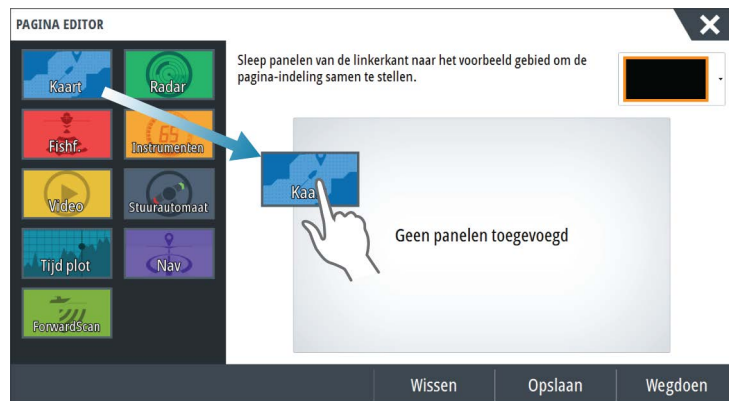 PAGINA EDITOR
Sleep panelen van de linkerkant naar het voorbeeld gebied om de
pagina-indeling samen te stellen.
Kaart
Radar
Fishf.
Instrumenten
Video
Stuurautomaat
Tijd plot
Nav
ForwardScan
Kaa
Geen panelen toegevoegd
Wissen
Opslaan
Wegdoen